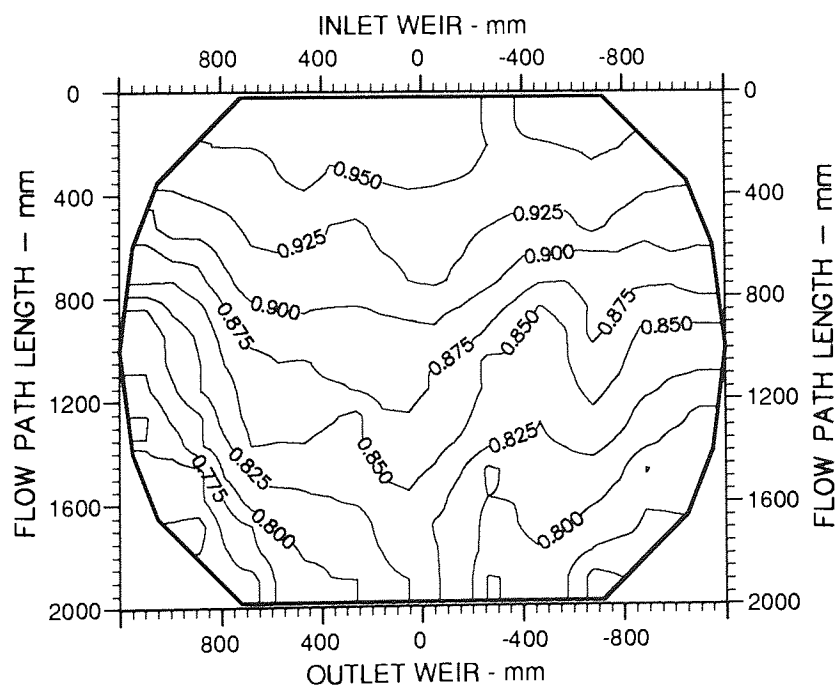 INLET WEIR - mm
800 400 0 -400 -800
0 0
0.950
400 400
0.925 0.925
0.900
800 0.900 0.875 800
0.875 0.850 0.850
FLOW PATH LENGTH — mm
FLOW PATH LENGTH — mm
0.875
1200 1200
0.825
0.850
0.775 0.825
1600 0.800 0.800 1600
2000 2000
800 400 0 -400 -800
OUTLET WEIR - mm